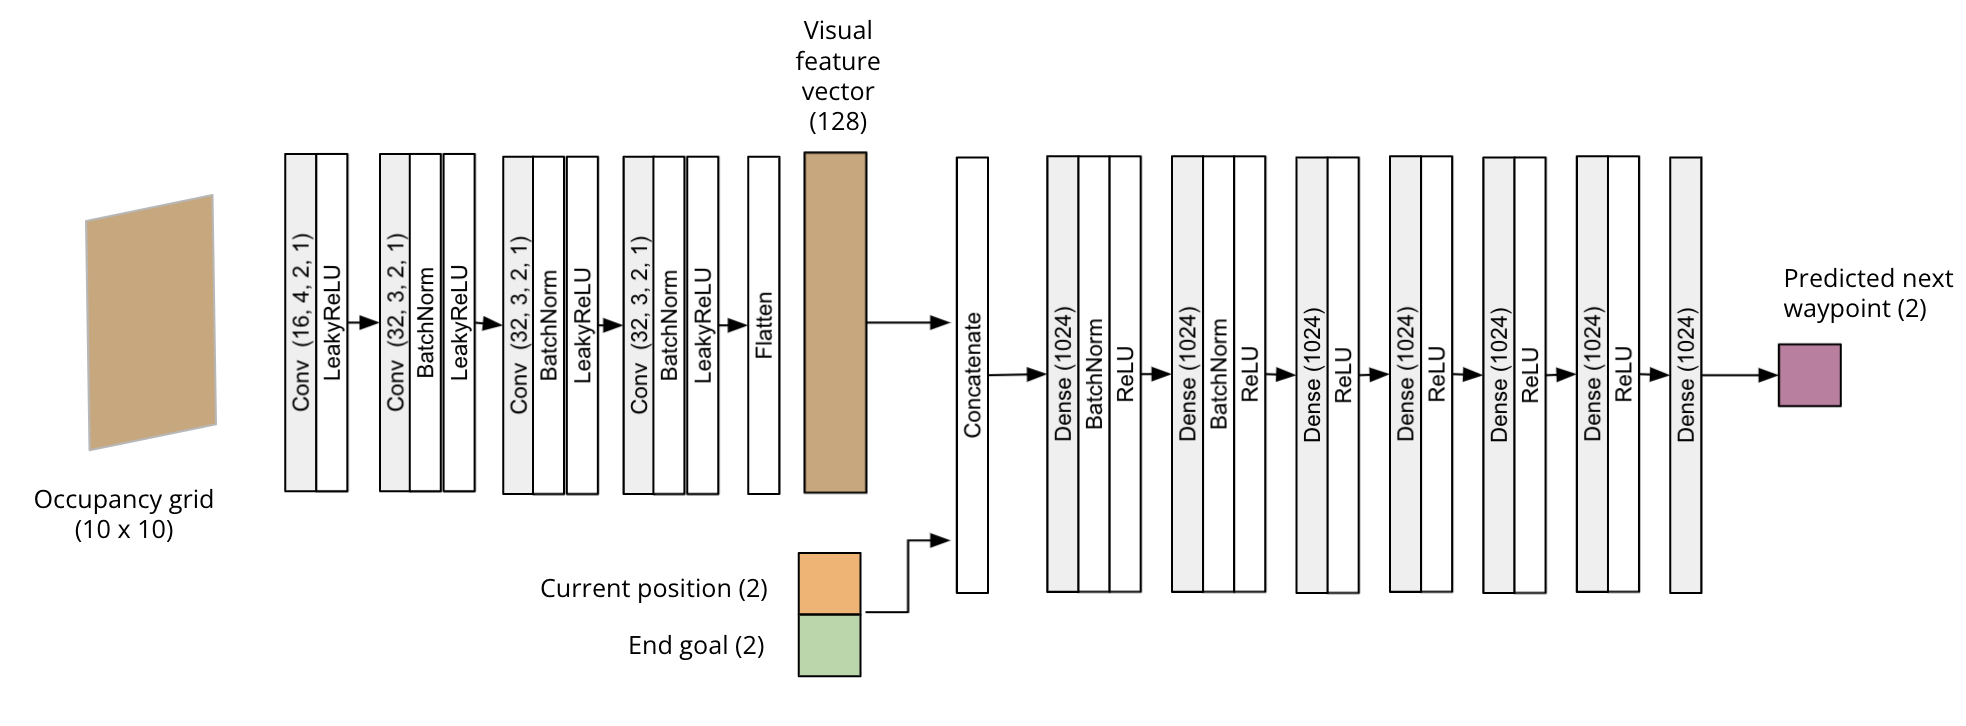 Visual
feature
vector
(128)
Occupancy grid
(10 x 10)
Conv (16, 4, 2, 1)
LeakyReLU
Conv (32, 3, 2, 1)
BatchNorm
LeakyReLU
Conv (32, 3, 2, 1)
BatchNorm
LeakyReLU
Conv (32, 3, 2, 1)
BatchNorm
LeakyReLU
Flatten
Current position (2)
End goal (2)
Concatenate
Dense (1024)
BatchNorm
ReLU
Dense (1024)
BatchNorm
ReLU
Dense (1024)
ReLU
Dense (1024)
ReLU
Dense (1024)
ReLU
Dense (1024)
ReLU
Dense (1024)
Predicted next
waypoint (2)